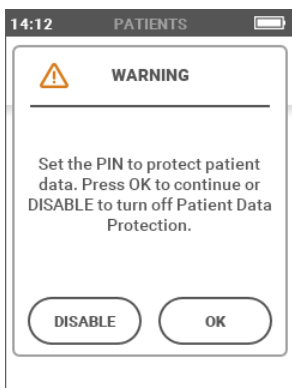 14:12 PATIENTS
WARNING
Set the PIN to protect patient
data. Press OK to continue or
DISABLE to turn off Patient Data
Protection.
DISABLE OK